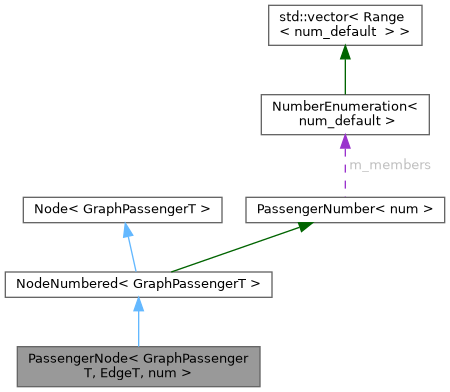 std::vector< Range
< num_default  > >
NumberEnumeration<
num_default >
m_members
Node< GraphPassengerT >
PassengerNumber< num >
NodeNumbered< GraphPassengerT >
PassengerNode< GraphPassenger
T, EdgeT, num >